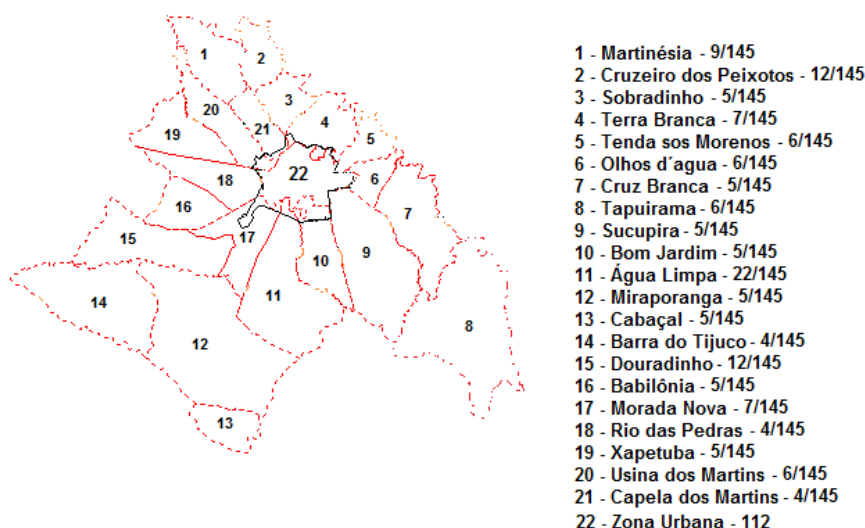 1
2
3
20
4
21
5
19
22
6
18
16
7
17
15
9
10
14
11
8
12
13
1 - Martinésia - 9/145
2 - Cruzeiro dos Peixotos - 12/145
3 - Sobradinho - 5/145
4 - Terra Branca - 7/145
5 - Tenda sos Morenos - 6/145
6 - Olhos d´agua - 6/145
7 - Cruz Branca - 5/145
8 - Tapuirama - 6/145
9 - Sucupira - 5/145
10 - Bom Jardim - 5/145
11 - Água Limpa - 22/145
12 - Miraporanga - 5/145
13 - Cabaçal - 5/145
14 - Barra do Tijuco - 4/145
15 - Douradinho - 12/145
16 - Babilônia - 5/145
17 - Morada Nova - 7/145
18 - Rio das Pedras - 4/145
19 - Xapetuba - 5/145
20 - Usina dos Martins - 6/145
21 - Capela dos Martins - 4/145
22 - Zona Urbana - 112